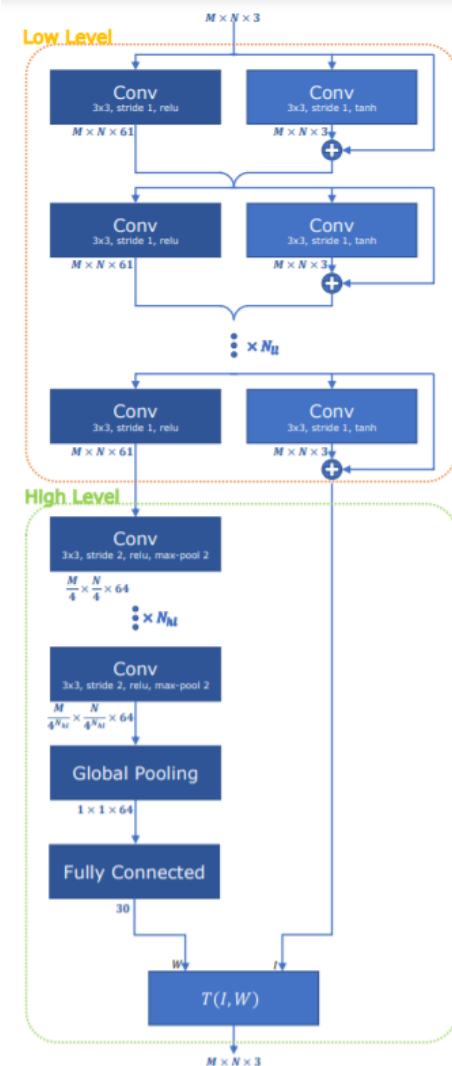 M × N × 3
Low Level
Conv
3x3, stride 1, relu
Conv
3x3, stride 1, tanh
M × N × 61
M × N × 3
Conv
3x3, stride 1, relu
Conv
3x3, stride 1, tanh
M × N × 61
M × N × 3
× N_ll
Conv
3x3, stride 1, relu
Conv
3x3, stride 1, tanh
M × N × 61
M × N × 3
High Level
Conv
3x3, stride 2, relu, max-pool 2
M/4 × N/4 × 64
× N_hl
Conv
3x3, stride 2, relu, max-pool 2
M/4^N_hl × N/4^N_hl × 64
Global Pooling
1 × 1 × 64
Fully Connected
30
W
I
T(I, W)
M × N × 3